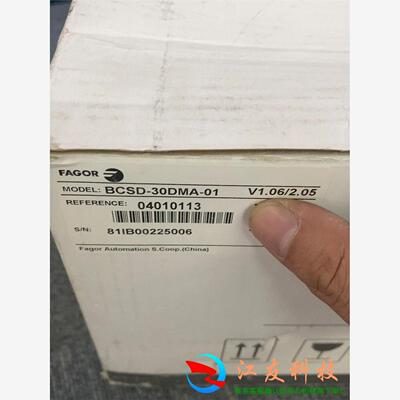 FAGOR
MODEL: BCSD-30DMA-01 V1.06/2.05
REFERENCE: 04010113
S/N: 81IB00225006
Fagor Automation S.Coop.(China)
江友科技